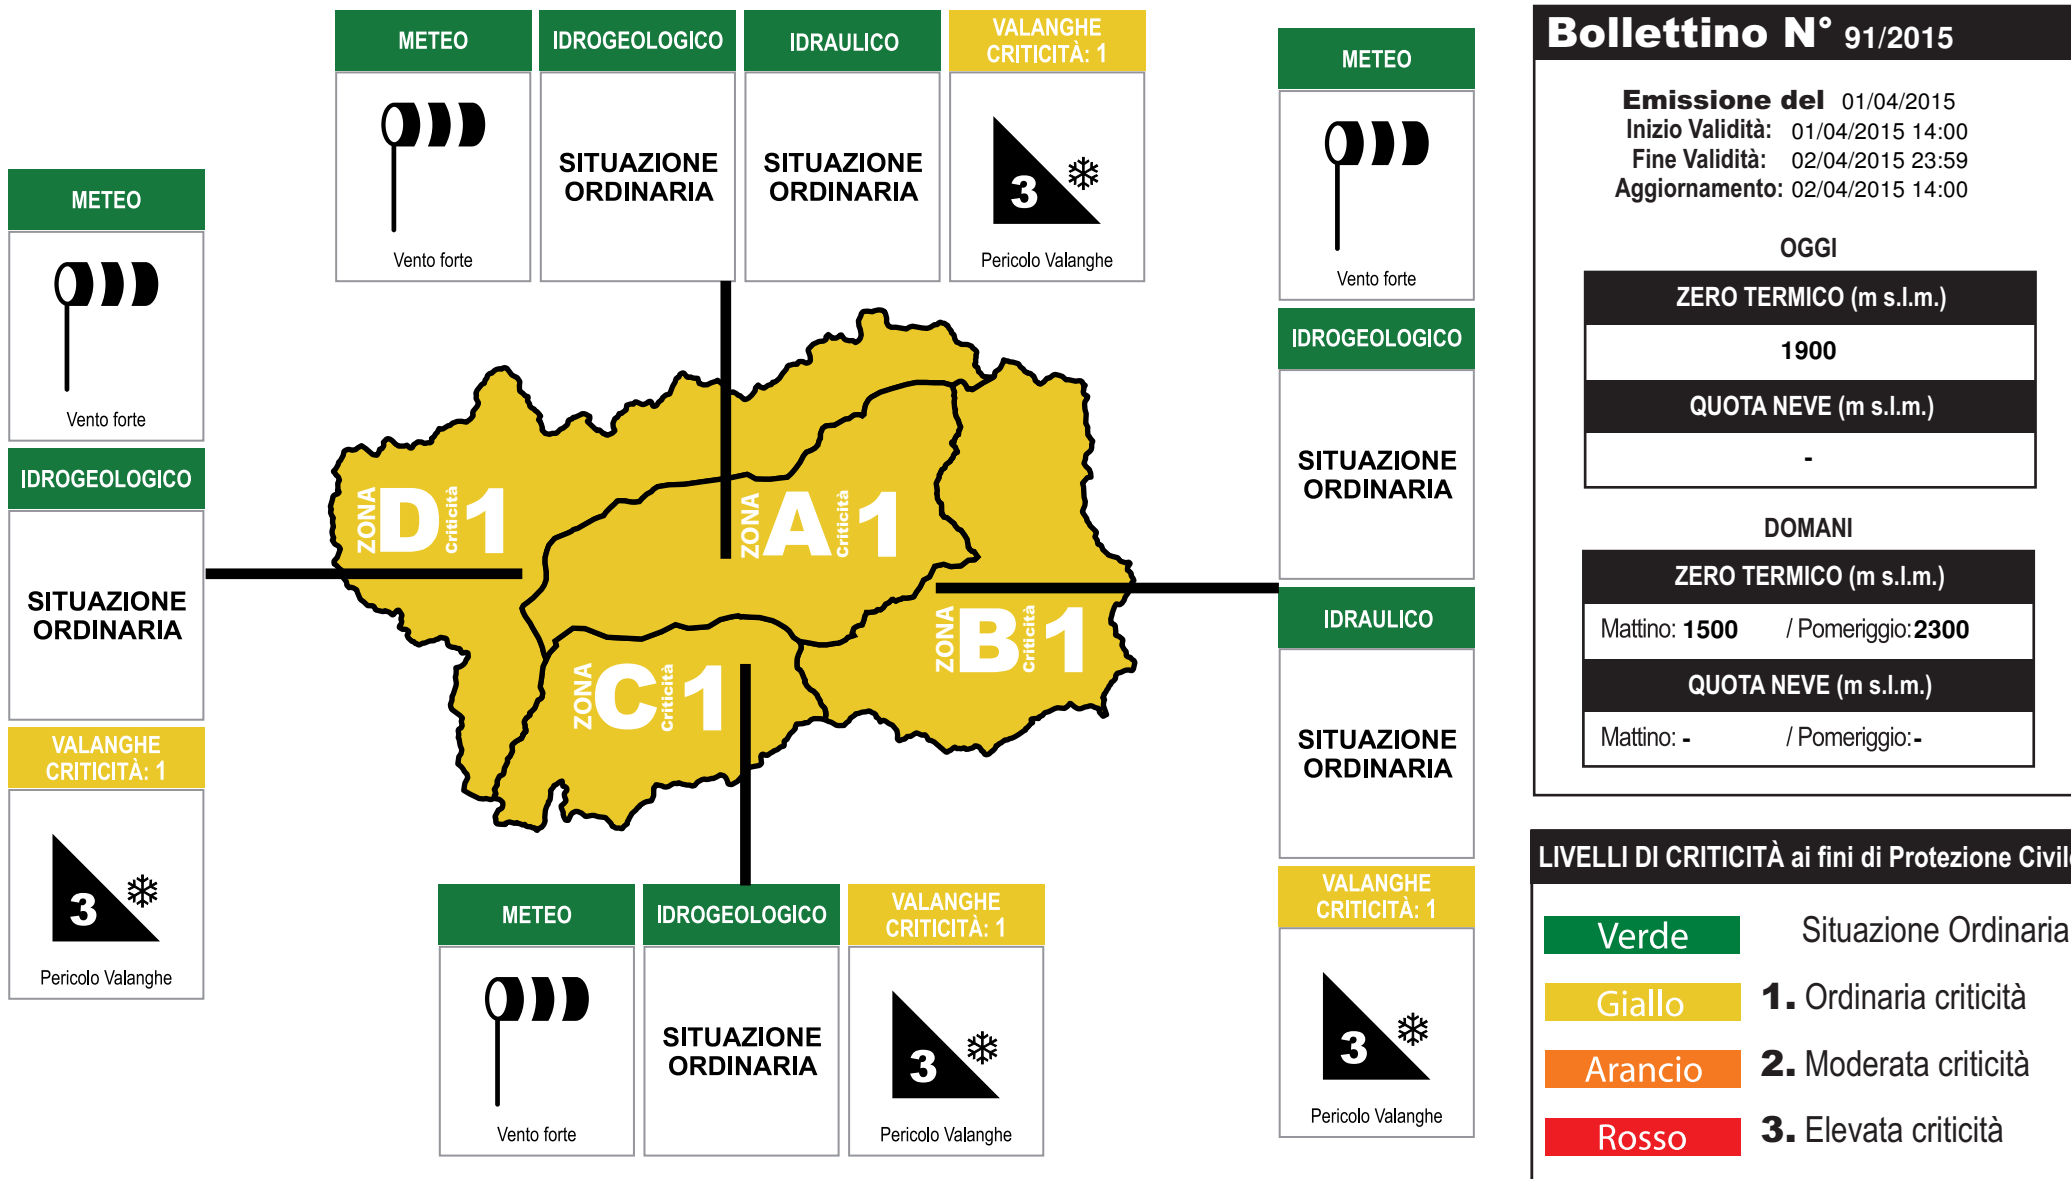 METEO
Vento forte
IDROGEOLOGICO
SITUAZIONE
ORDINARIA
VALANGHE
CRITICITÀ: 1
3
Pericolo Valanghe
METEO
Vento forte
IDROGEOLOGICO
SITUAZIONE
ORDINARIA
IDRAULICO
SITUAZIONE
ORDINARIA
VALANGHE
CRITICITÀ: 1
3
Pericolo Valanghe
ZONA D Criticità 1
ZONA A Criticità 1
ZONA B Criticità 1
ZONA C Criticità 1
METEO
Vento forte
IDROGEOLOGICO
SITUAZIONE
ORDINARIA
VALANGHE
CRITICITÀ: 1
3
Pericolo Valanghe
METEO
Vento forte
IDROGEOLOGICO
SITUAZIONE
ORDINARIA
IDRAULICO
SITUAZIONE
ORDINARIA
VALANGHE
CRITICITÀ: 1
3
Pericolo Valanghe
Bollettino N° 91/2015
Emissione del 01/04/2015
Inizio Validità: 01/04/2015 14:00
Fine Validità: 02/04/2015 23:59
Aggiornamento: 02/04/2015 14:00
OGGI
ZERO TERMICO (m s.l.m.)
1900
QUOTA NEVE (m s.l.m.)
-
DOMANI
ZERO TERMICO (m s.l.m.)
Mattino: 1500 / Pomeriggio: 2300
QUOTA NEVE (m s.l.m.)
Mattino: - / Pomeriggio: -
LIVELLI DI CRITICITÀ ai fini di Protezione Civile
Verde Situazione Ordinaria
Giallo 1. Ordinaria criticità
Arancio 2. Moderata criticità
Rosso 3. Elevata criticità